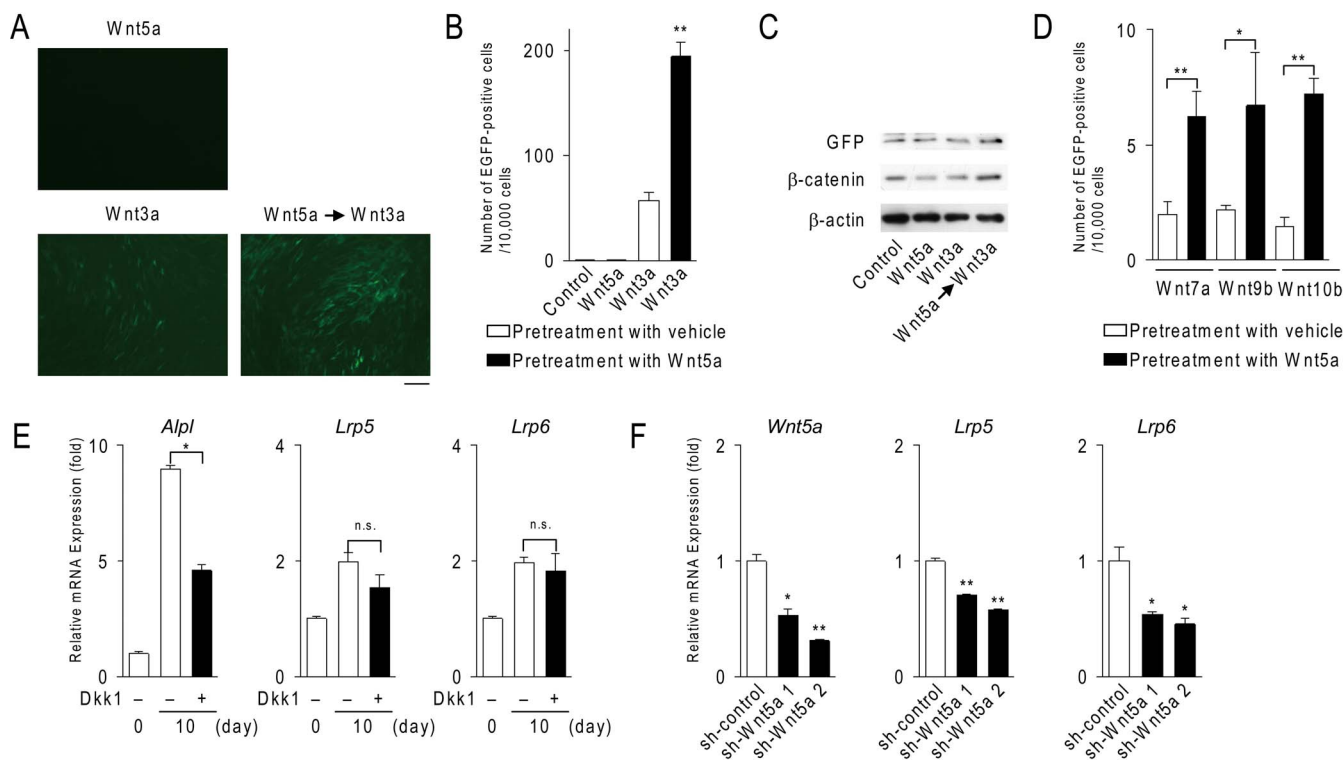 A
Wnt5a
Wnt3a
Wnt5a → Wnt3a
B
Number of EGFP-positive cells
/10,000 cells
200
100
0
**
Control
Wnt5a
Wnt3a
Wnt3a
Pretreatment with vehicle
Pretreatment with Wnt5a
C
GFP
β-catenin
β-actin
Control
Wnt5a
Wnt3a
Wnt5a → Wnt3a
D
Number of EGFP-positive cells
/10,000 cells
10
5
0
**
*
**
Wnt7a
Wnt9b
Wnt10b
Pretreatment with vehicle
Pretreatment with Wnt5a
E
Relative mRNA Expression (fold)
Alpl
10
5
0
*
Dkk1 – – +
0 10 (day)
Lrp5
4
2
0
n.s.
Dkk1 – – +
0 10 (day)
Lrp6
4
2
0
n.s.
Dkk1 – – +
0 10 (day)
F
Relative mRNA Expression (fold)
Wnt5a
2
1
0
*
**
sh-control
sh-Wnt5a 1
sh-Wnt5a 2
Lrp5
2
1
0
**
**
sh-control
sh-Wnt5a 1
sh-Wnt5a 2
Lrp6
2
1
0
*
*
sh-control
sh-Wnt5a 1
sh-Wnt5a 2